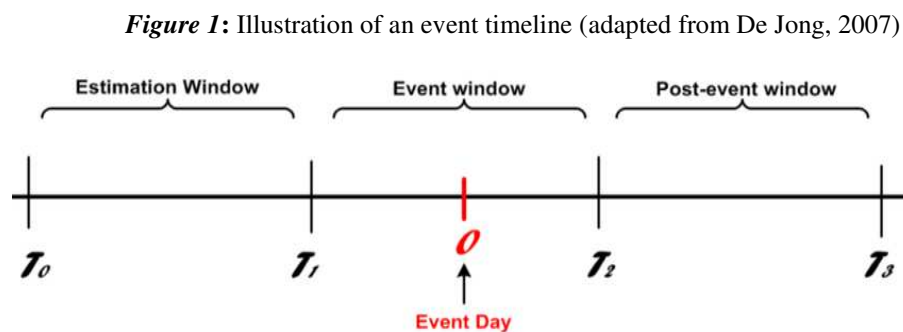 Figure 1: Illustration of an event timeline (adapted from De Jong, 2007)
Estimation Window Event window Post-event window
T0 T1 0 T2 T3
Event Day